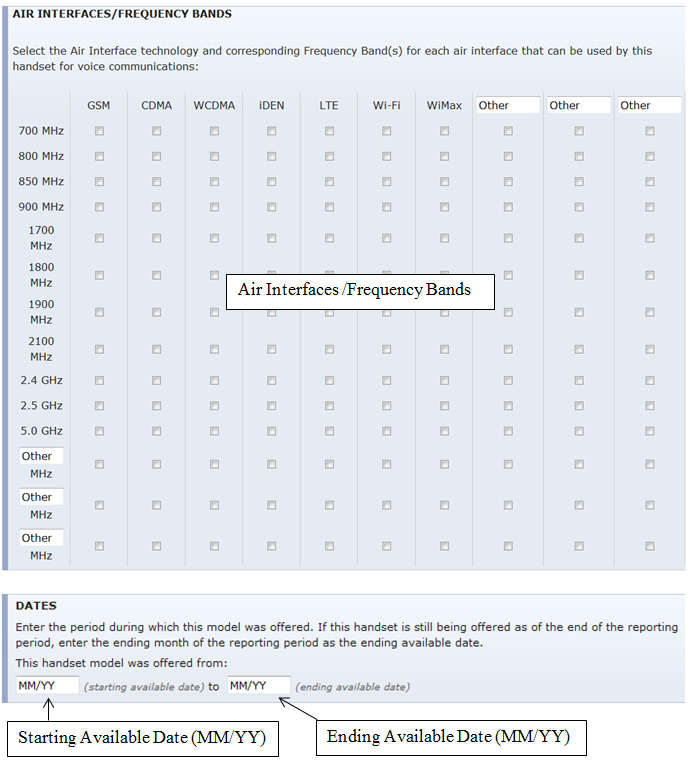 AIR INTERFACES/FREQUENCY BANDS
Select the Air Interface technology and corresponding Frequency Band(s) for each air interface that can be used by this
handset for voice communications:
GSM CDMA WCDMA iDEN LTE Wi-Fi WiMax Other Other Other
700 MHz
800 MHz
850 MHz
900 MHz
1700
MHz
1800
MHz
Air Interfaces /Frequency Bands
1900
MHz
2100
MHz
2.4 GHz
2.5 GHz
5.0 GHz
Other
MHz
Other
MHz
Other
MHz
DATES
Enter the period during which this model was offered. If this handset is still being offered as of the end of the reporting
period, enter the ending month of the reporting period as the ending available date.
This handset model was offered from:
MM/YY (starting available date) to MM/YY (ending available date)
Starting Available Date (MM/YY)
Ending Available Date (MM/YY)